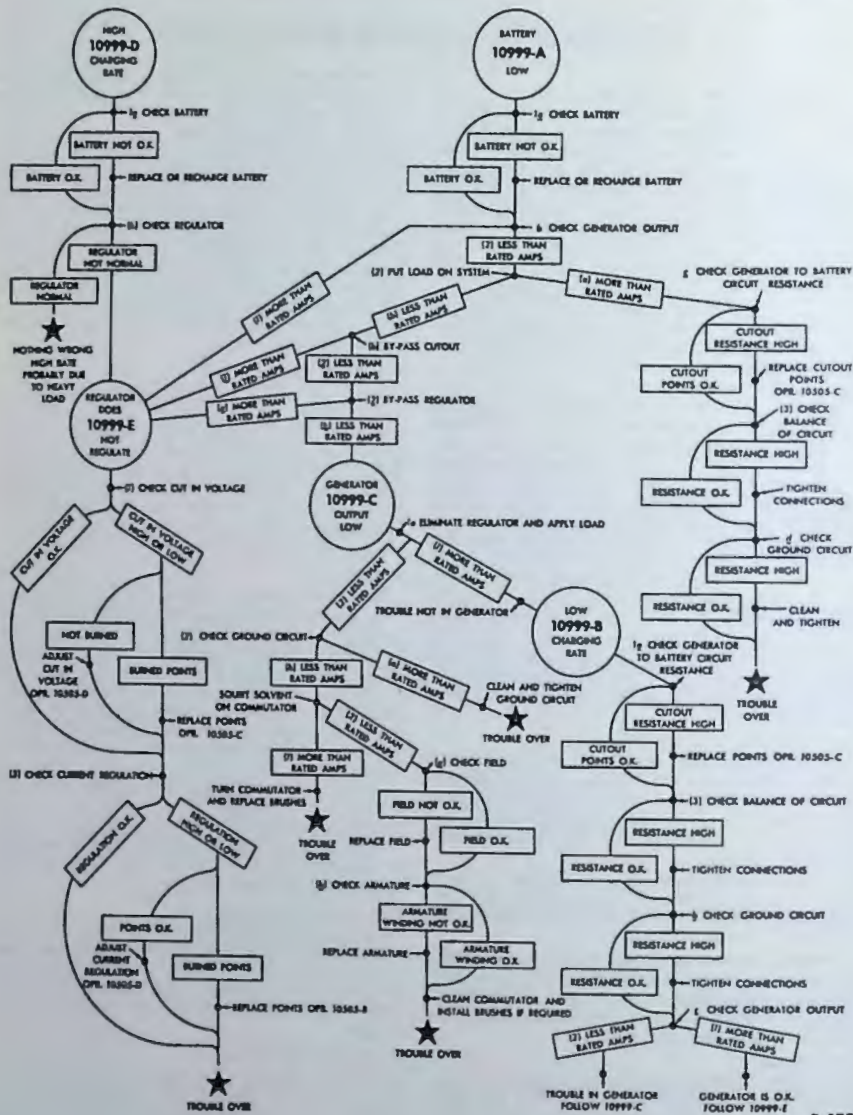 HIGH
10999-D
CHARGING
RATE
BATTERY
10999-A
LOW
CHECK BATTERY
BATTERY NOT O.K.
BATTERY O.K.
REPLACE OR RECHARGE BATTERY
CHECK REGULATOR
REGULATOR
NOT NORMAL
REGULATOR
NORMAL
NOTHING WRONG
HIGH RATE
PROBABLY DUE
TO HEAVY
LOAD
CHECK BATTERY
BATTERY NOT O.K.
BATTERY O.K.
REPLACE OR RECHARGE BATTERY
CHECK GENERATOR OUTPUT
(2) LESS THAN
RATED AMPS
(2) PUT LOAD ON SYSTEM
(1) MORE THAN
RATED AMPS
(b) LESS THAN
RATED AMPS
(a) MORE THAN
RATED AMPS
CHECK GENERATOR TO BATTERY
CIRCUIT RESISTANCE
BY-PASS CUTOUT
MORE THAN
RATED AMPS
LESS THAN
RATED AMPS
BY-PASS REGULATOR
MORE THAN
RATED AMPS
LESS THAN
RATED AMPS
CUTOUT
RESISTANCE HIGH
CUTOUT
POINTS O.K.
REPLACE CUTOUT
POINTS
OPR. 10505-C
(3) CHECK
BALANCE
OF CIRCUIT
RESISTANCE HIGH
RESISTANCE O.K.
TIGHTEN
CONNECTIONS
CHECK
GROUND CIRCUIT
RESISTANCE HIGH
RESISTANCE O.K.
CLEAN
AND TIGHTEN
TROUBLE
OVER
REGULATOR
DOES
10999-E
NOT
REGULATE
(1) CHECK CUT IN VOLTAGE
CUT IN VOLTAGE
O.K.
CUT IN VOLTAGE
HIGH OR LOW
NOT BURNED
ADJUST
CUT IN
VOLTAGE
OPR. 10505-D
BURNED POINTS
REPLACE POINTS
OPR. 10505-C
(3) CHECK CURRENT REGULATION
REGULATION O.K.
REGULATION
HIGH OR LOW
POINTS O.K.
ADJUST
CURRENT
REGULATION
OPR. 10505-D
BURNED POINTS
REPLACE POINTS OPR. 10505-B
TROUBLE OVER
GENERATOR
10999-C
OUTPUT
LOW
ELIMINATE REGULATOR AND APPLY LOAD
(2) LESS THAN
RATED AMPS
(1) MORE THAN
RATED AMPS
TROUBLE NOT IN GENERATOR
LOW
10999-B
CHARGING
RATE
CHECK GROUND CIRCUIT
(b) LESS THAN
RATED AMPS
(a) MORE THAN
RATED AMPS
CLEAN AND TIGHTEN
GROUND CIRCUIT
TROUBLE OVER
SQUIRT SOLVENT
ON COMMUTATOR
(2) LESS THAN
RATED AMPS
(1) MORE THAN
RATED AMPS
TURN COMMUTATOR
AND REPLACE BRUSHES
TROUBLE
OVER
CHECK FIELD
FIELD NOT O.K.
FIELD O.K.
REPLACE FIELD
CHECK ARMATURE
ARMATURE
WINDING NOT O.K.
ARMATURE
WINDING O.K.
REPLACE ARMATURE
CLEAN COMMUTATOR AND
INSTALL BRUSHES IF REQUIRED
TROUBLE OVER
CHECK GENERATOR
TO BATTERY CIRCUIT
RESISTANCE
CUTOUT
RESISTANCE HIGH
CUTOUT
POINTS O.K.
REPLACE POINTS OPR. 10505-C
(3) CHECK BALANCE OF CIRCUIT
RESISTANCE HIGH
RESISTANCE O.K.
TIGHTEN CONNECTIONS
CHECK GROUND CIRCUIT
RESISTANCE HIGH
RESISTANCE O.K.
TIGHTEN CONNECTIONS
CHECK GENERATOR OUTPUT
(2) LESS THAN
RATED AMPS
(1) MORE THAN
RATED AMPS
TROUBLE IN GENERATOR
FOLLOW 10999-C
GENERATOR IS O.K.
FOLLOW 10999-E